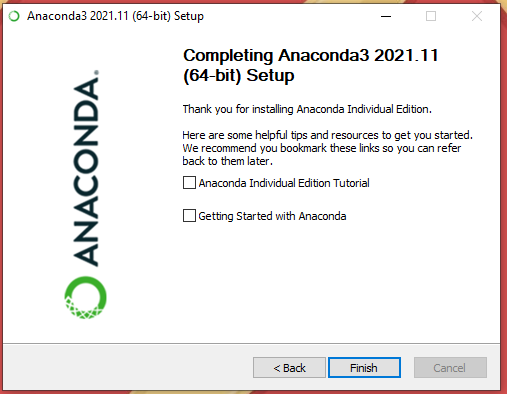 Anaconda3 2021.11 (64-bit) Setup
ANACONDA.
Completing Anaconda3 2021.11
(64-bit) Setup
Thank you for installing Anaconda Individual Edition.
Here are some helpful tips and resources to get you started.
We recommend you bookmark these links so you can refer
back to them later.
Anaconda Individual Edition Tutorial
Getting Started with Anaconda
< Back
Finish
Cancel